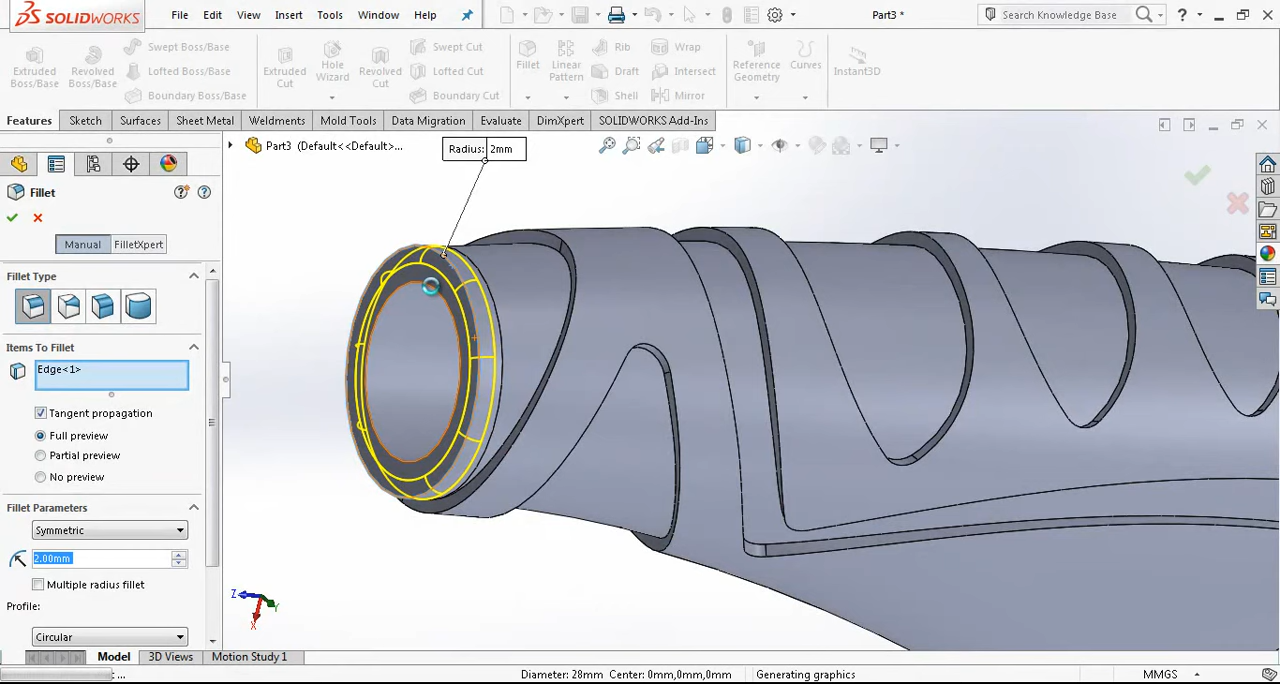 SOLIDWORKS File Edit View Insert Tools Window Help Part3 * Search Knowledge Base ?
Extruded Boss/Base
Revolved Boss/Base
Swept Boss/Base
Lofted Boss/Base
Boundary Boss/Base
Extruded Cut
Hole Wizard
Revolved Cut
Swept Cut
Lofted Cut
Boundary Cut
Fillet
Linear Pattern
Rib
Draft
Shell
Wrap
Intersect
Mirror
Reference Geometry
Curves
Instant3D
Features Sketch Surfaces Sheet Metal Weldments Mold Tools Data Migration Evaluate DimXpert SOLIDWORKS Add-Ins
Part3 (Default<<Default>...
Radius: 2mm
Fillet
Manual FilletXpert
Fillet Type
Items To Fillet
Edge<1>
Tangent propagation
Full preview
Partial preview
No preview
Fillet Parameters
Symmetric
2.00mm
Multiple radius fillet
Profile:
Circular
Z
Y
X
Model 3D Views Motion Study 1
: ... Diameter: 28mm Center: 0mm,0mm,0mm Generating graphics MMGS